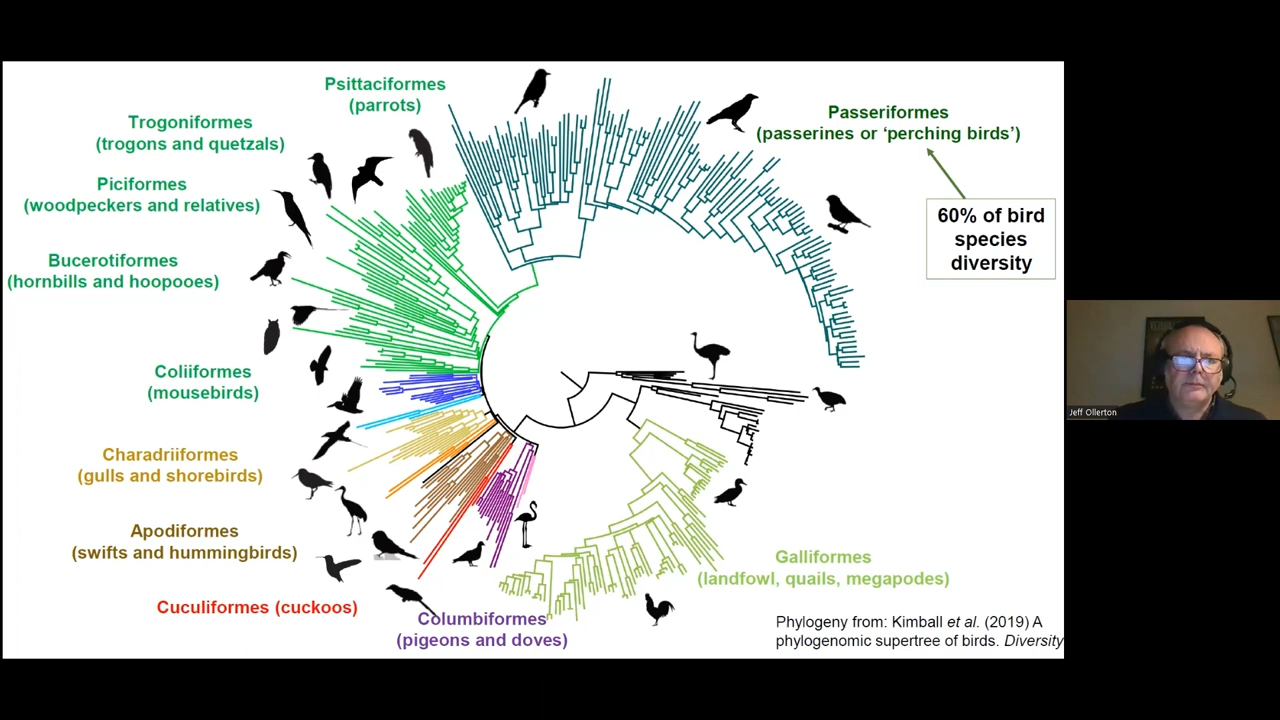 Psittaciformes
(parrots)
Trogoniformes
(trogons and quetzals)
Piciformes
(woodpeckers and relatives)
Bucerotiformes
(hornbills and hoopooes)
Coliiformes
(mousebirds)
Charadriiformes
(gulls and shorebirds)
Apodiformes
(swifts and hummingbirds)
Cuculiformes (cuckoos)
Columbiformes
(pigeons and doves)
Passeriformes
(passerines or ‘perching birds’)
60% of bird
species
diversity
Galliformes
(landfowl, quails, megapodes)
Phylogeny from: Kimball et al. (2019) A
phylogenomic supertree of birds. Diversity
Jeff Ollerton